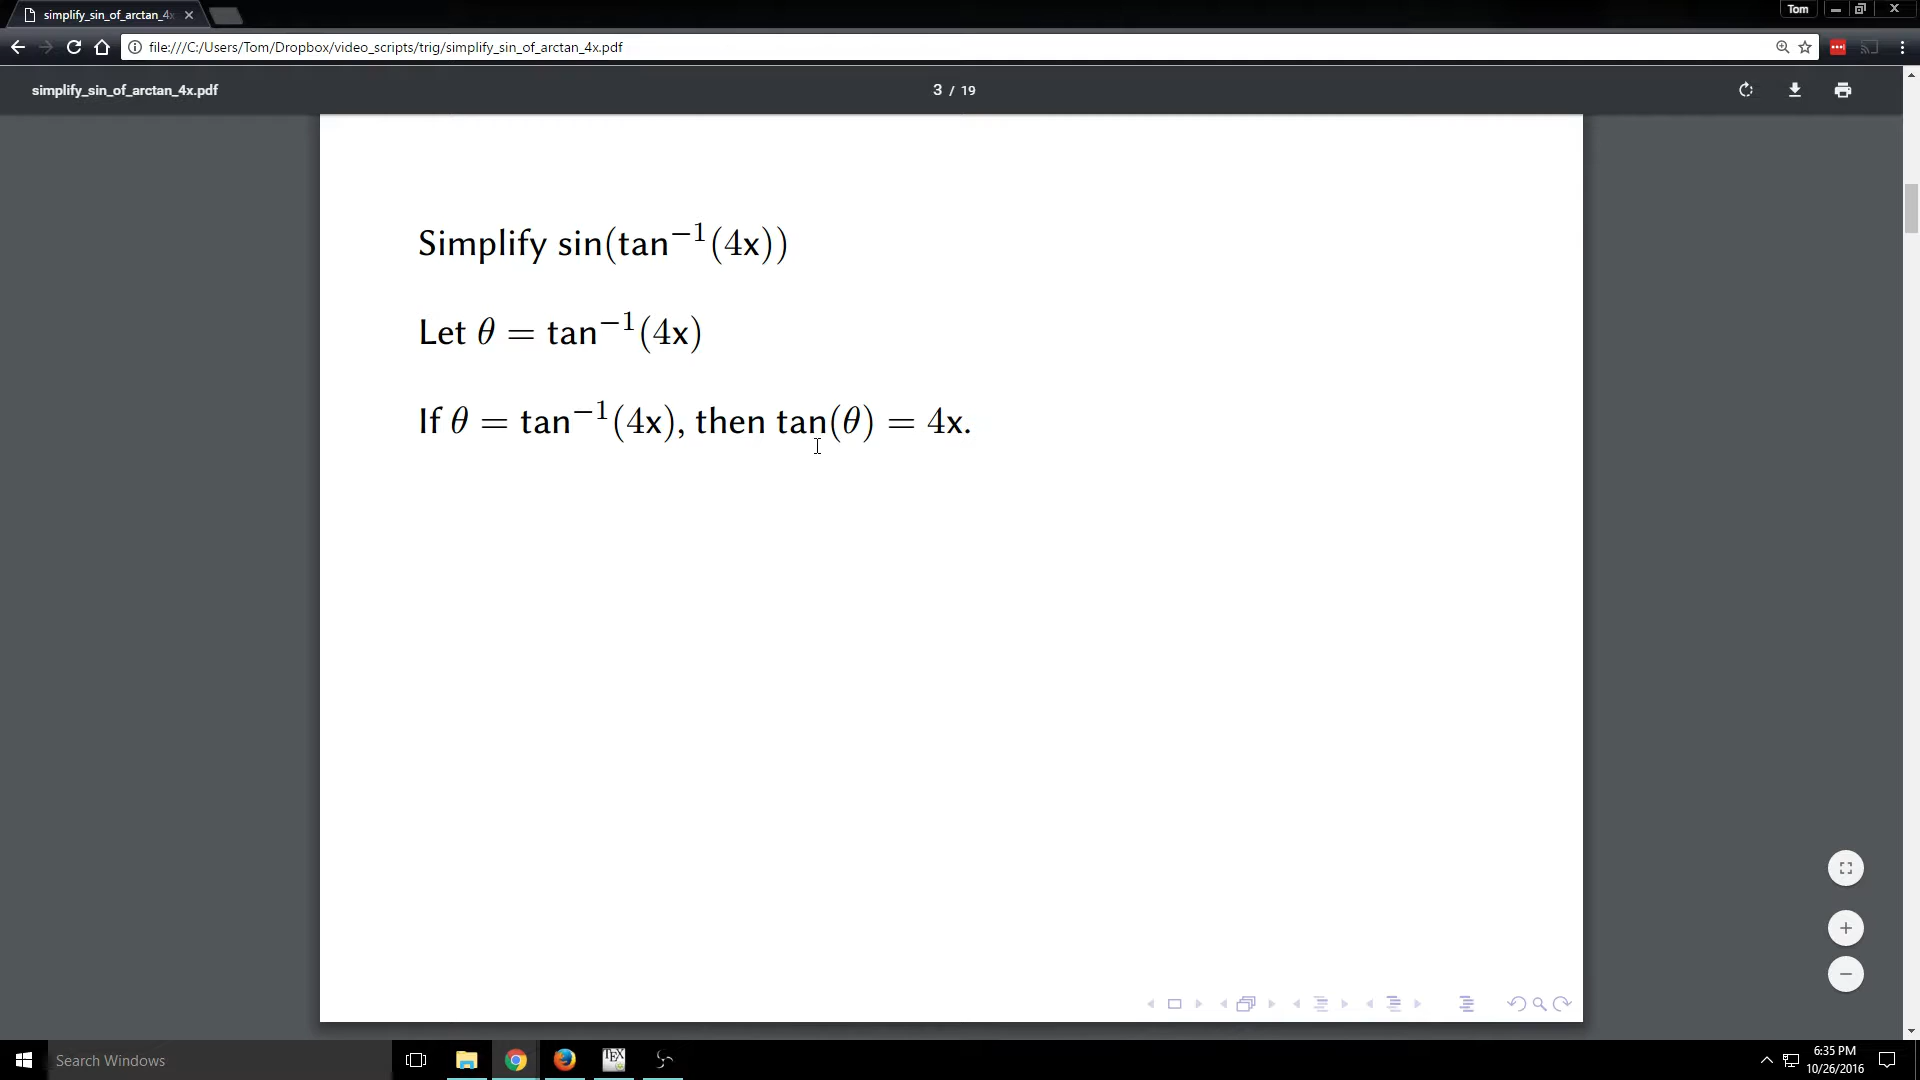 simplify_sin_of_arctan_4x
Tom
file:///C:/Users/Tom/Dropbox/video_scripts/trig/simplify_sin_of_arctan_4x.pdf
simplify_sin_of_arctan_4x.pdf
3 / 19
Simplify sin(tan⁻¹(4x))
Let θ = tan⁻¹(4x)
If θ = tan⁻¹(4x), then tan(θ) = 4x.
Search Windows
TEX
6:35 PM
10/26/2016